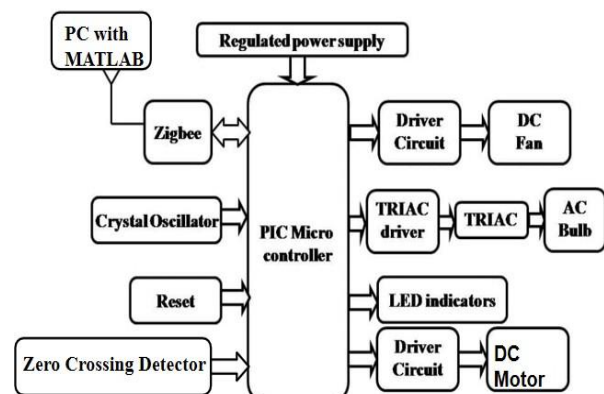 PC with
MATLAB
Regulated power supply
Zigbee
Driver
Circuit
DC
Fan
Crystal Oscillator
PIC Micro
controller
TRIAC
driver
TRIAC
AC
Bulb
Reset
LED indicators
Zero Crossing Detector
Driver
Circuit
DC
Motor